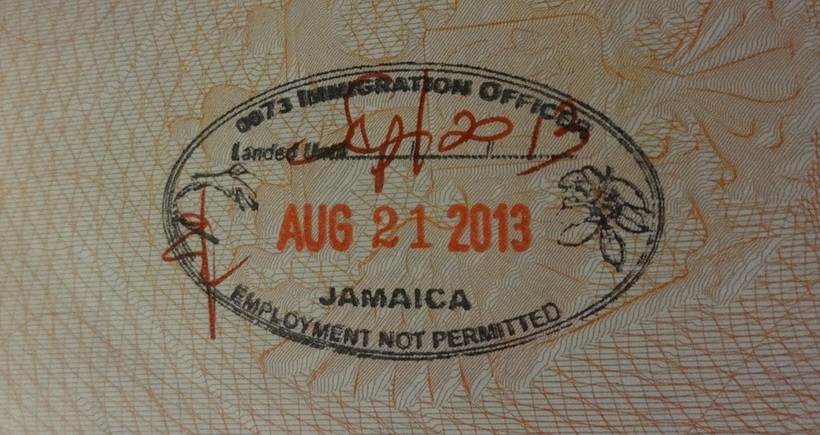 0073 IMMIGRATION OFFICER
Landed Until
AUG 21 2013
JAMAICA
EMPLOYMENT NOT PERMITTED